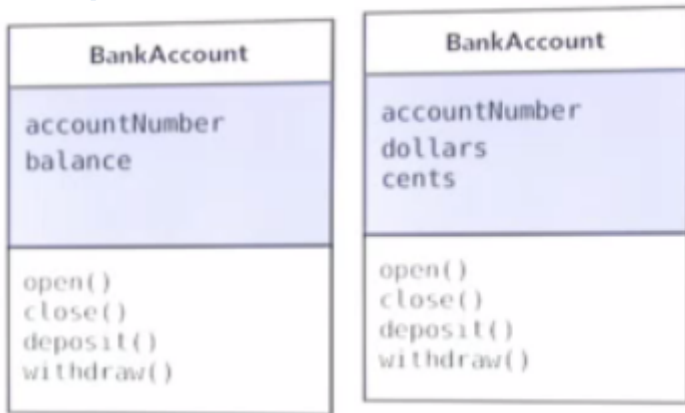 BankAccount
accountNumber
balance
open()
close()
deposit()
withdraw()
BankAccount
accountNumber
dollars
cents
open()
close()
deposit()
withdraw()